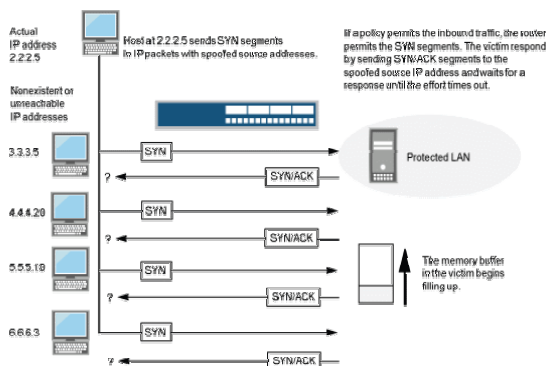 Actual
IP address
2.2.2.5
Host at 2.2.2.5 sends SYN segments
in IP packets with spoofed source addresses.
If a policy permits the inbound traffic, the router
permits the SYN segments. The victim respond
by sending SYN/ACK segments to the
spoofed source IP address and waits for a
response until the effort times out.
Nonexistent or
unreachable
IP addresses
3.3.3.5
SYN
? SYN/ACK
Protected LAN
4.4.4.20
SYN
? SYN/ACK
5.5.5.10
SYN
? SYN/ACK
The memory buffer
in the victim begins
filling up.
6.6.6.3
SYN
? SYN/ACK